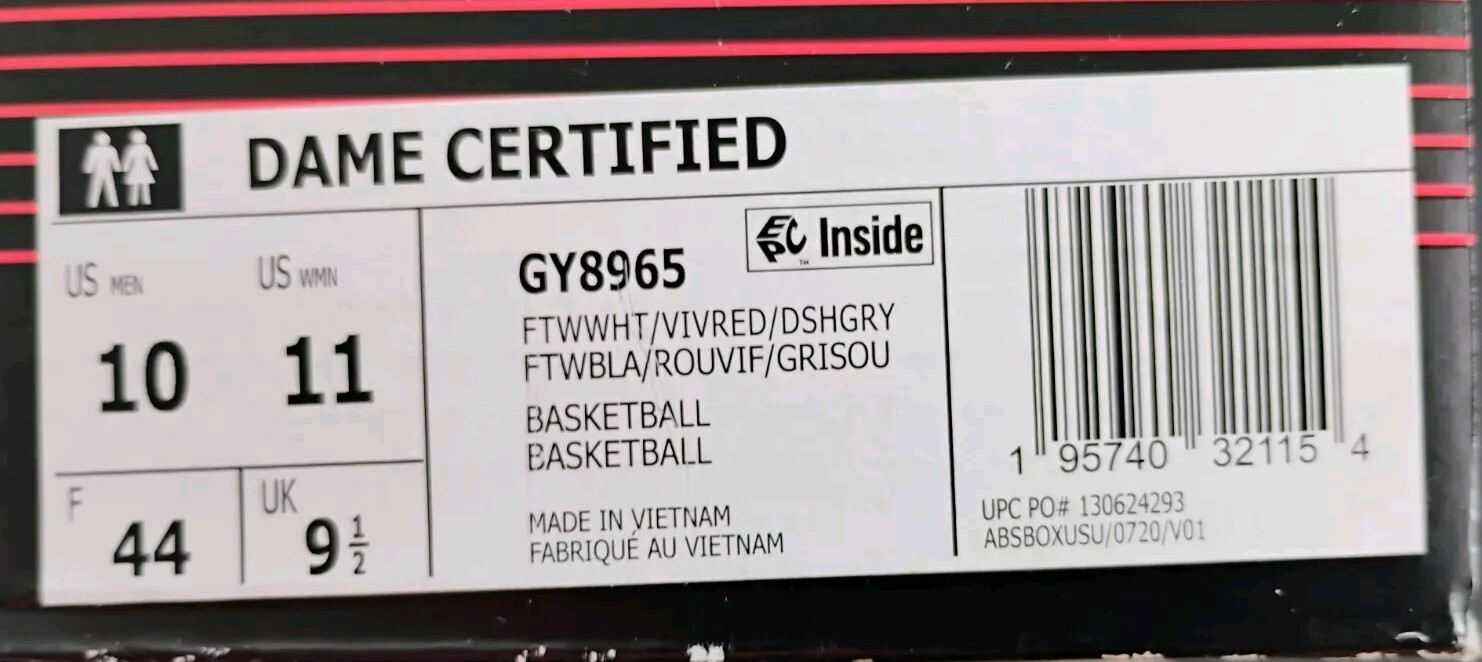 DAME CERTIFIED
US MEN
10
US WMN
11
F
44
UK
9 1/2
GY8965
EPC Inside
TM
FTWWHT/VIVRED/DSHGRY
FTWBLA/ROUVIF/GRISOU
BASKETBALL
BASKETBALL
MADE IN VIETNAM
FABRIQUÉ AU VIETNAM
1 95740 32115 4
UPC PO# 130624293
ABSBOXUSU/0720/V01